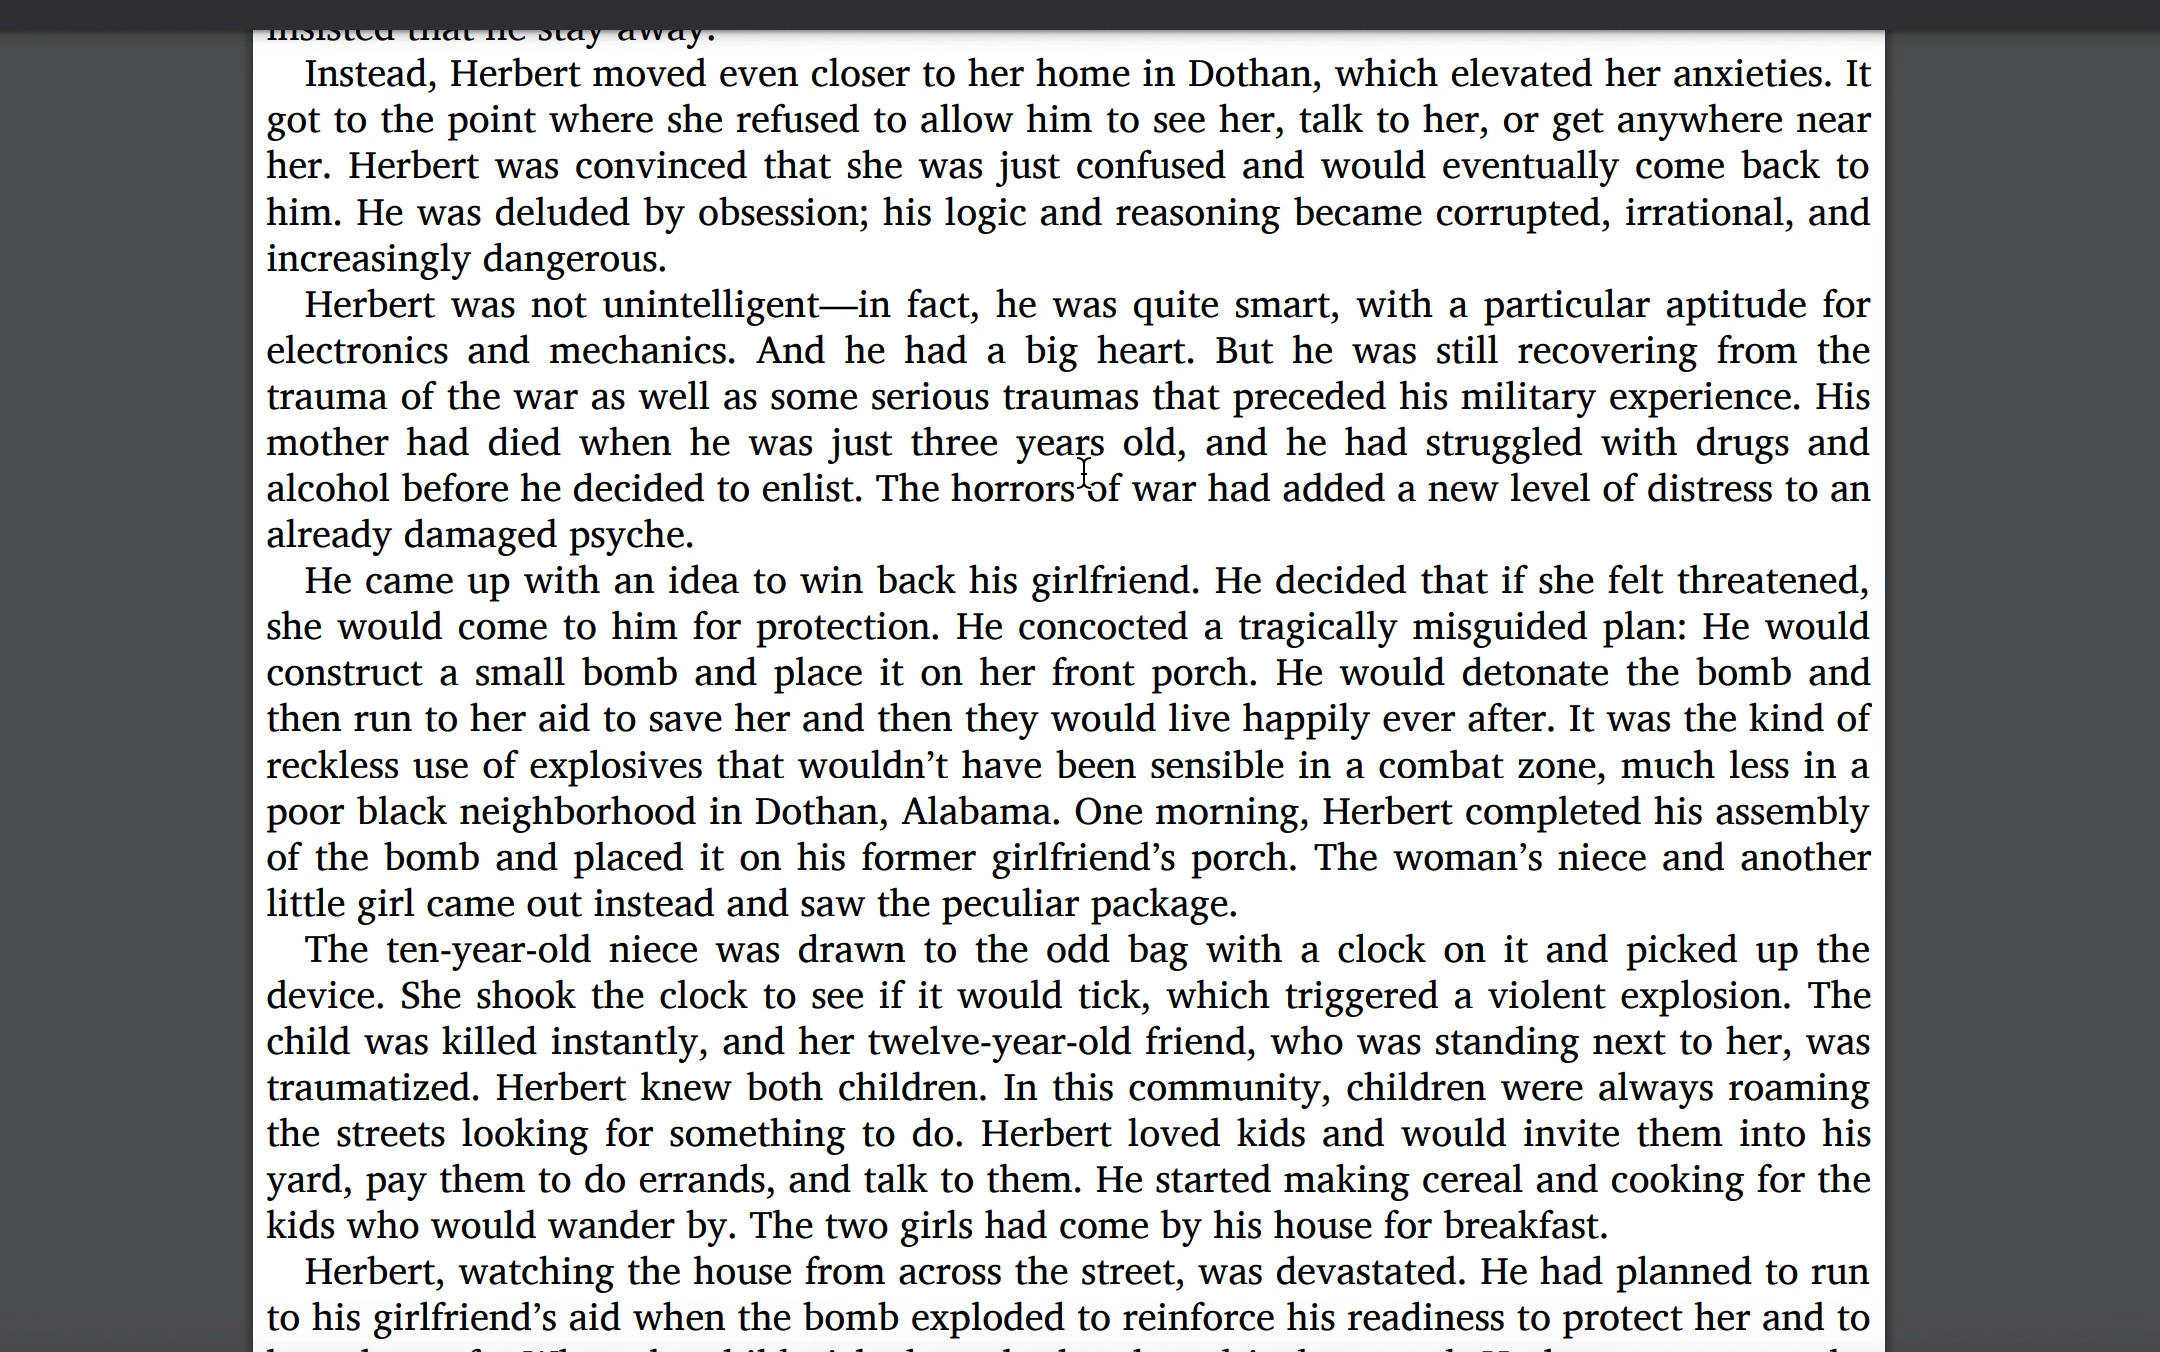 insisted that he stay away.
Instead, Herbert moved even closer to her home in Dothan, which elevated her anxieties. It
got to the point where she refused to allow him to see her, talk to her, or get anywhere near
her. Herbert was convinced that she was just confused and would eventually come back to
him. He was deluded by obsession; his logic and reasoning became corrupted, irrational, and
increasingly dangerous.
Herbert was not unintelligent—in fact, he was quite smart, with a particular aptitude for
electronics and mechanics. And he had a big heart. But he was still recovering from the
trauma of the war as well as some serious traumas that preceded his military experience. His
mother had died when he was just three years old, and he had struggled with drugs and
alcohol before he decided to enlist. The horrors of war had added a new level of distress to an
already damaged psyche.
He came up with an idea to win back his girlfriend. He decided that if she felt threatened,
she would come to him for protection. He concocted a tragically misguided plan: He would
construct a small bomb and place it on her front porch. He would detonate the bomb and
then run to her aid to save her and then they would live happily ever after. It was the kind of
reckless use of explosives that wouldn’t have been sensible in a combat zone, much less in a
poor black neighborhood in Dothan, Alabama. One morning, Herbert completed his assembly
of the bomb and placed it on his former girlfriend’s porch. The woman’s niece and another
little girl came out instead and saw the peculiar package.
The ten-year-old niece was drawn to the odd bag with a clock on it and picked up the
device. She shook the clock to see if it would tick, which triggered a violent explosion. The
child was killed instantly, and her twelve-year-old friend, who was standing next to her, was
traumatized. Herbert knew both children. In this community, children were always roaming
the streets looking for something to do. Herbert loved kids and would invite them into his
yard, pay them to do errands, and talk to them. He started making cereal and cooking for the
kids who would wander by. The two girls had come by his house for breakfast.
Herbert, watching the house from across the street, was devastated. He had planned to run
to his girlfriend’s aid when the bomb exploded to reinforce his readiness to protect her and to